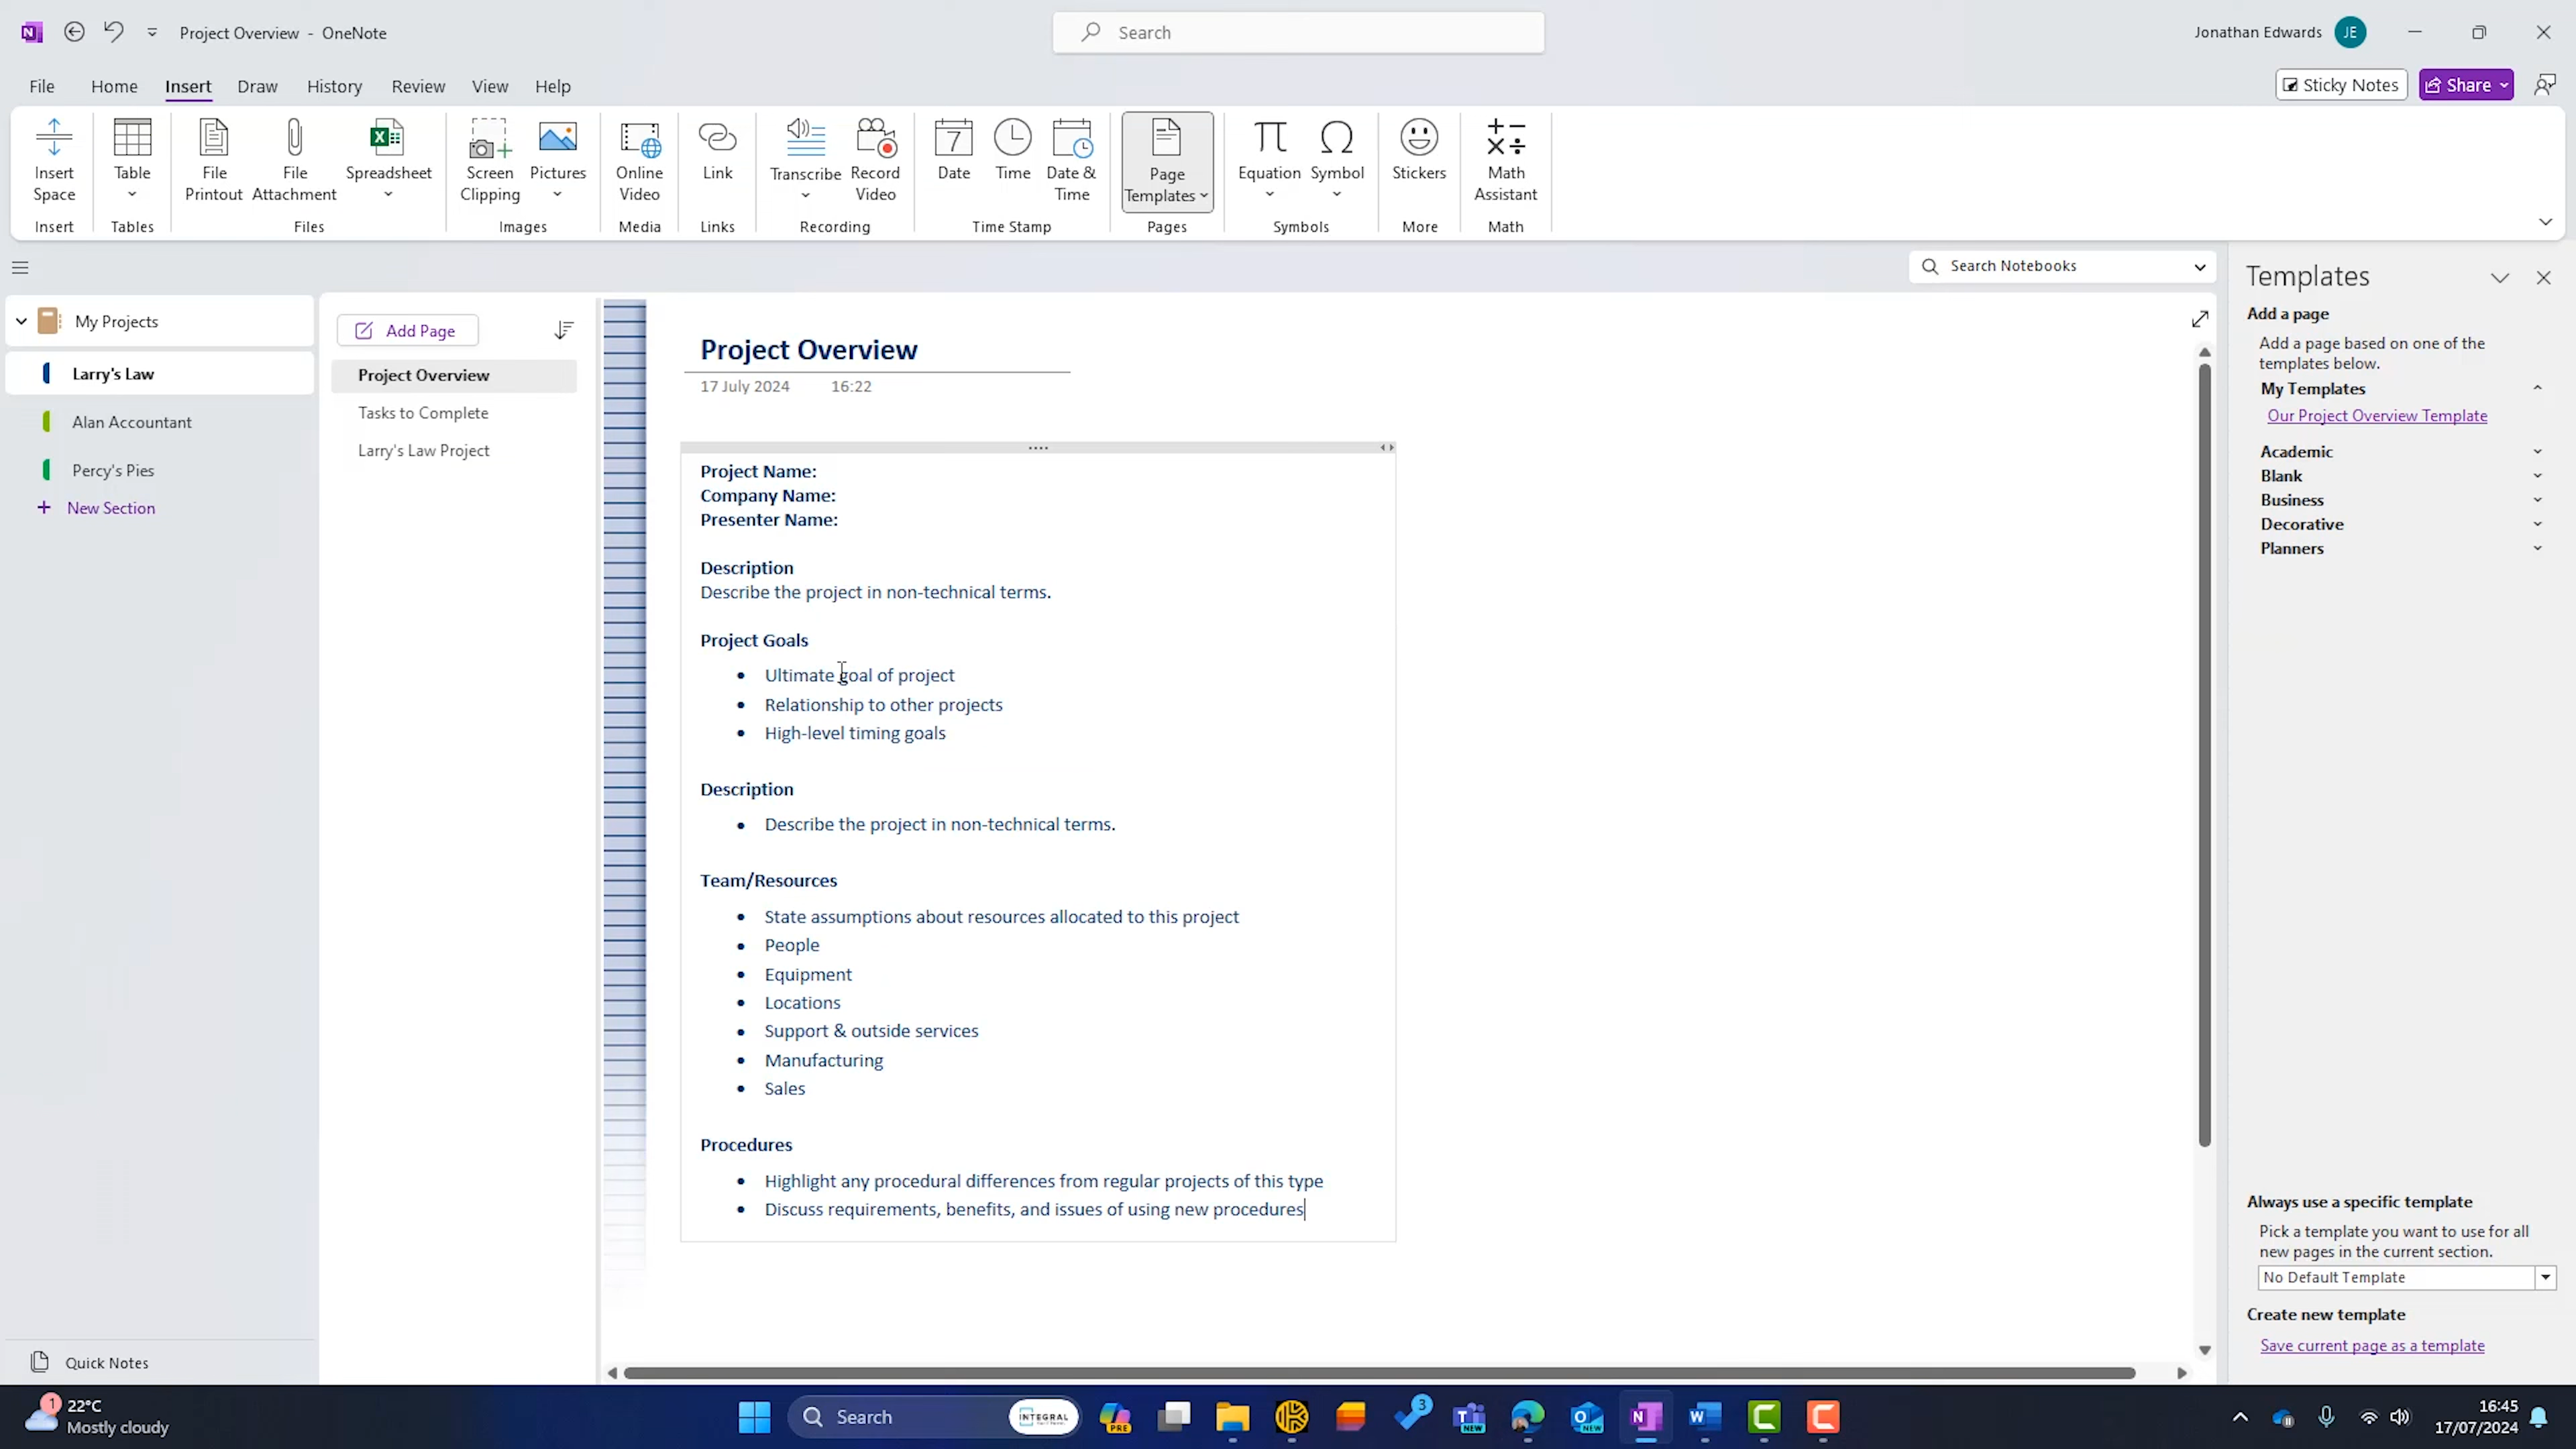 Project Overview - OneNote
Search
Jonathan Edwards JE
File Home Insert Draw History Review View Help
Sticky Notes Share
Insert Space
Table
File Printout
File Attachment
Spreadsheet
Screen Clipping
Pictures
Online Video
Link
Transcribe
Record Video
7
Date
Time
Date & Time
Page Templates
Equation
Symbol
Stickers
Math Assistant
Insert Tables Files Images Media Links Recording Time Stamp Pages Symbols More Math
Search Notebooks
My Projects
Larry's Law
Alan Accountant
Percy's Pies
New Section
Quick Notes
Add Page
Project Overview
Tasks to Complete
Larry's Law Project
Project Overview
17 July 2024 16:22
Project Name:
Company Name:
Presenter Name:
Description
Describe the project in non-technical terms.
Project Goals
Ultimate goal of project
Relationship to other projects
High-level timing goals
Description
Describe the project in non-technical terms.
Team/Resources
State assumptions about resources allocated to this project
People
Equipment
Locations
Support & outside services
Manufacturing
Sales
Procedures
Highlight any procedural differences from regular projects of this type
Discuss requirements, benefits, and issues of using new procedures
Templates
Add a page
Add a page based on one of the
templates below.
My Templates
Our Project Overview Template
Academic
Blank
Business
Decorative
Planners
Always use a specific template
Pick a template you want to use for all
new pages in the current section.
No Default Template
Create new template
Save current page as a template
1
22°C
Mostly cloudy
Search
INTEGRAL
PRE
3
NEW
NEW
16:45
17/07/2024